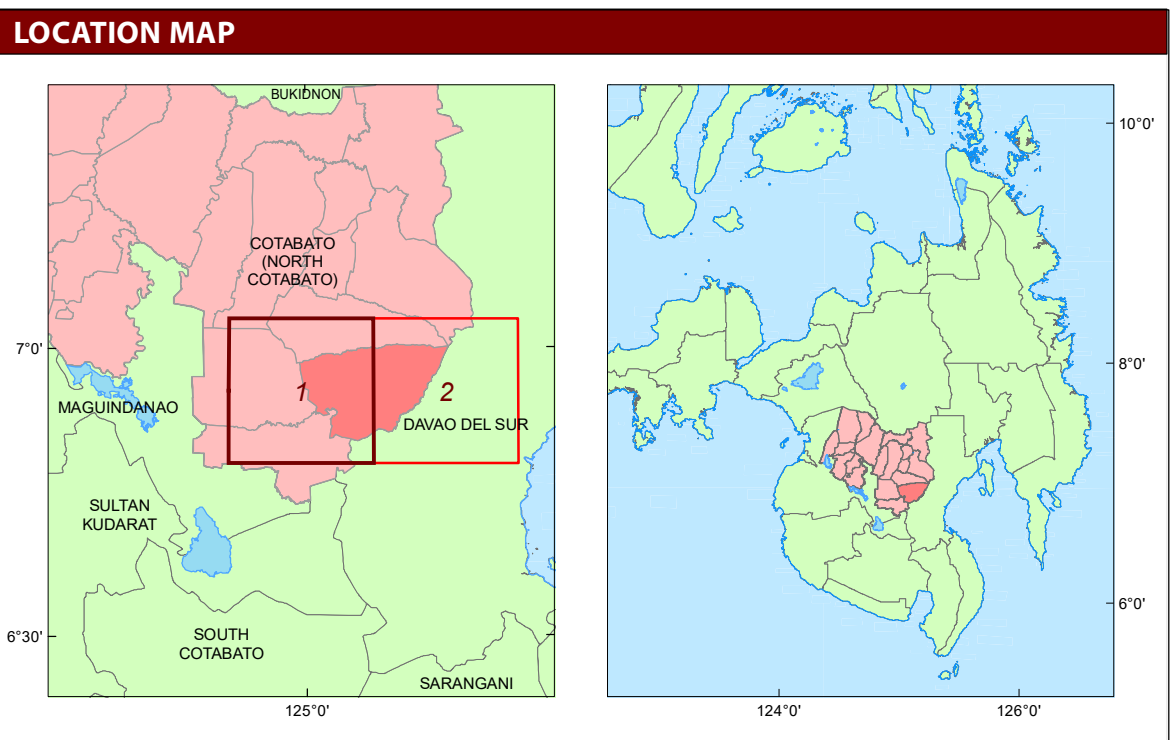 LOCATION MAP
BUKIDNON
COTABATO
(NORTH
COTABATO)
7°0'
1
2
MAGUINDANAO
DAVAO DEL SUR
SULTAN
KUDARAT
6°30'
SOUTH
COTABATO
SARANGANI
125°0'
10°0'
8°0'
6°0'
124°0'
126°0'